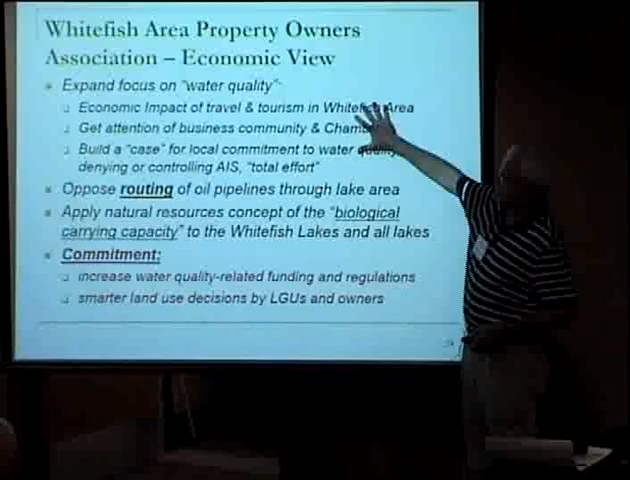 Whitefish Area Property Owners
Association – Economic View
Expand focus on "water quality"
Economic Impact of travel & tourism in Whitefish Area
Get attention of business community & Chamber
Build a "case" for local commitment to water quality,
denying or controlling AIS, "total effort"
Oppose routing of oil pipelines through lake area
Apply natural resources concept of the "biological
carrying capacity" to the Whitefish Lakes and all lakes
Commitment:
increase water quality-related funding and regulations
smarter land use decisions by LGUs and owners